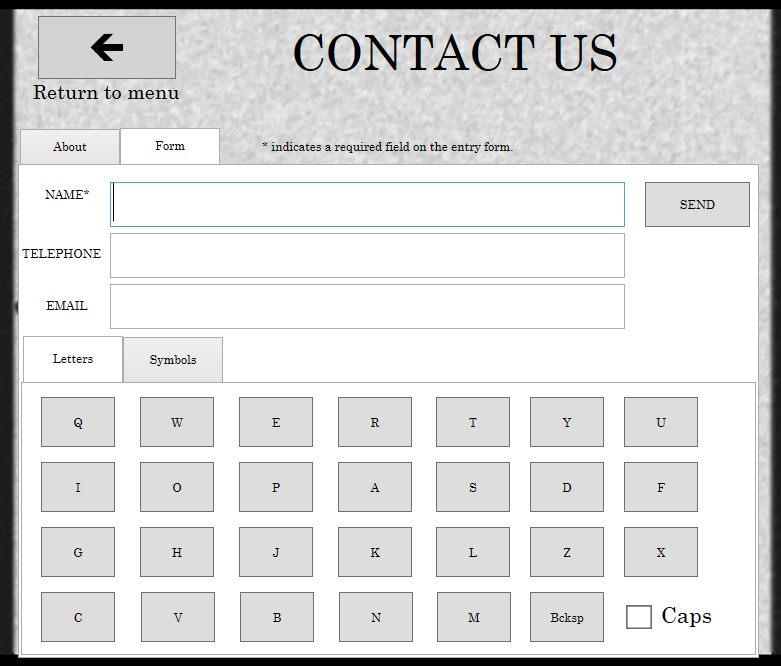 CONTACT US
Return to menu
About Form * indicates a required field on the entry form.
NAME* SEND
TELEPHONE
EMAIL
Letters Symbols
Q W E R T Y U
I O P A S D F
G H J K L Z X
C V B N M Bcksp Caps